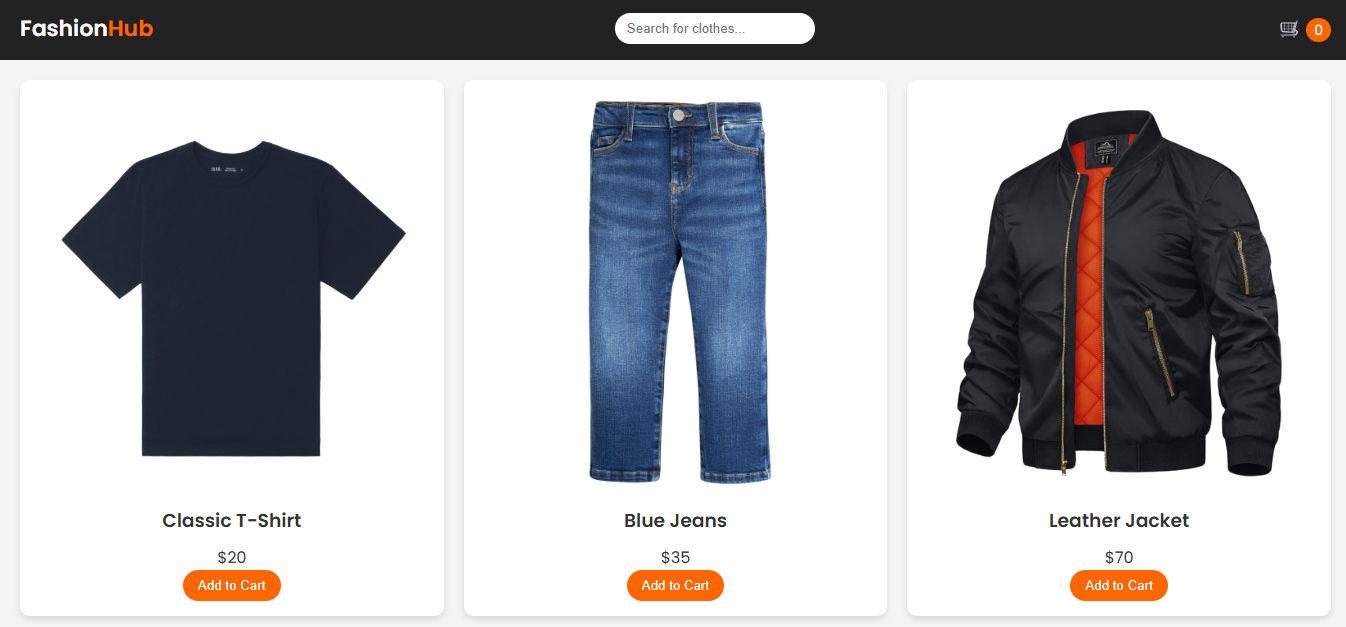 FashionHub
Search for clothes...
0
Classic T-Shirt
$20
Add to Cart
Blue Jeans
$35
Add to Cart
Leather Jacket
$70
Add to Cart